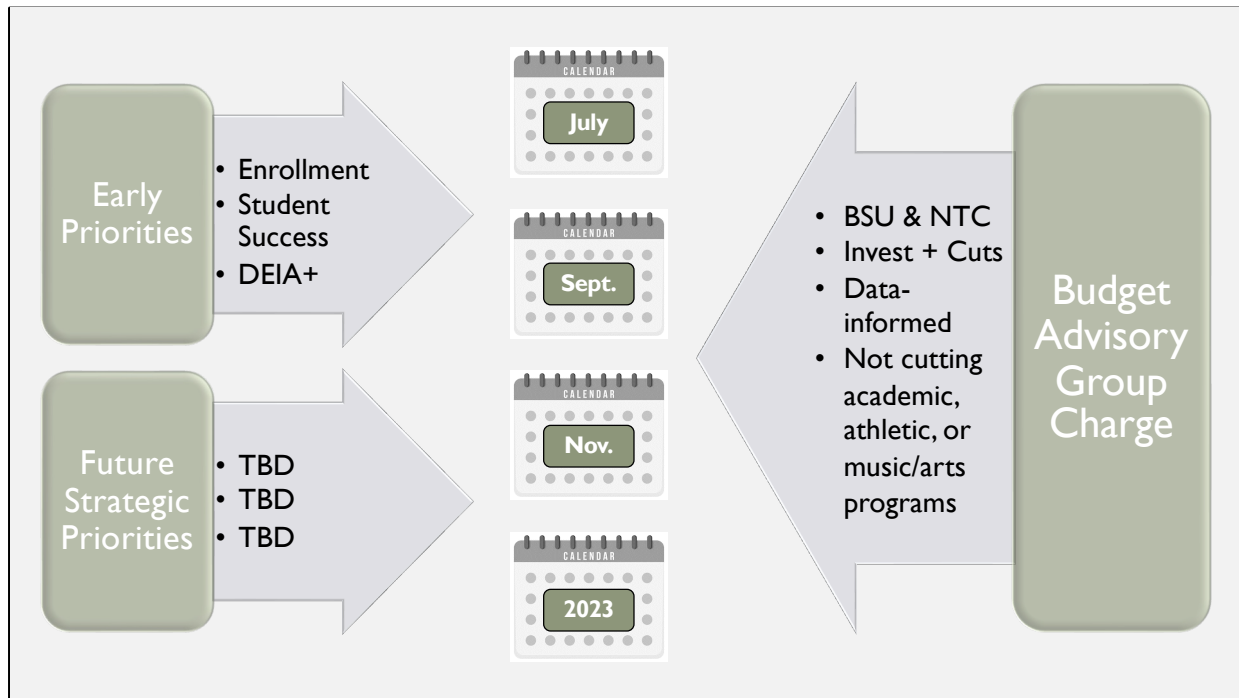 Early
Priorities
• Enrollment
• Student
Success
• DEIA+
Future
Strategic
Priorities
• TBD
• TBD
• TBD
CALENDAR
July
CALENDAR
Sept.
CALENDAR
Nov.
CALENDAR
2023
• BSU & NTC
• Invest + Cuts
• Data-
informed
• Not cutting
academic,
athletic, or
music/arts
programs
Budget
Advisory
Group
Charge